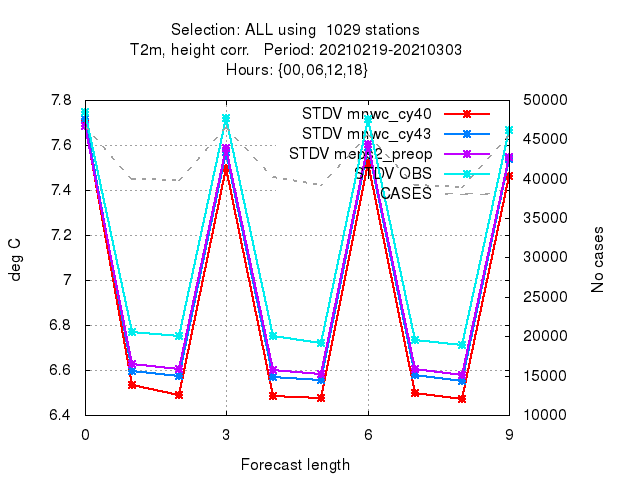 Selection: ALL using  1029 stations
T2m, height corr.   Period: 20210219-20210303
Hours: {00,06,12,18}
7.8
7.6
7.4
7.2
7
6.8
6.6
6.4
deg C
50000
45000
40000
35000
30000
25000
20000
15000
10000
No cases
STDV mnwc_cy40
STDV mnwc_cy43
STDV meps2_preop
STDV OBS
CASES
0
3
6
9
Forecast length